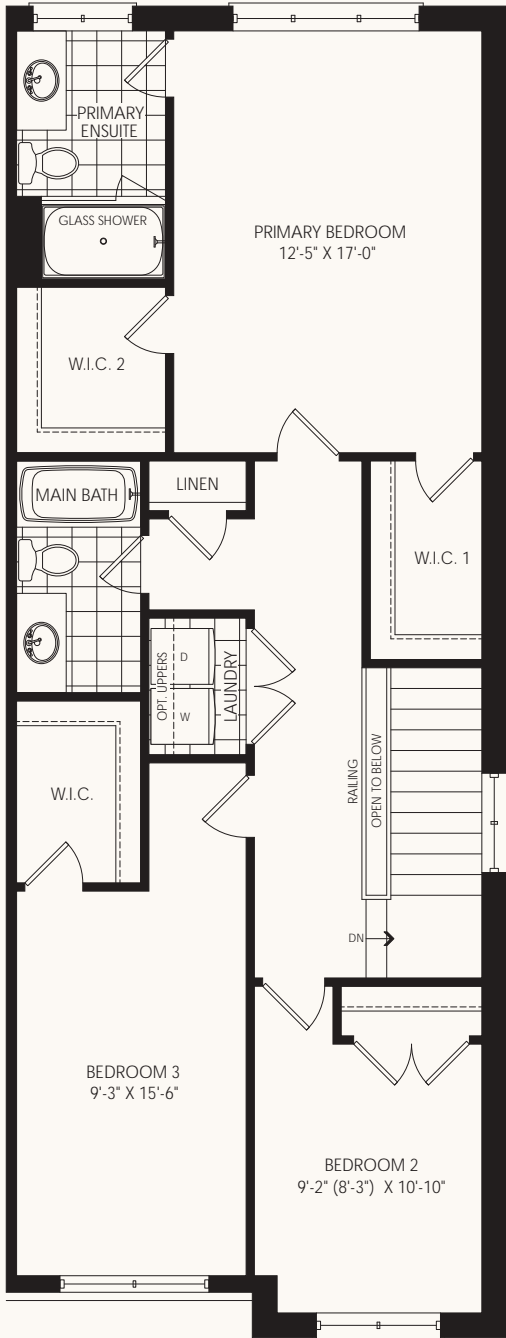 PRIMARY
ENSUITE
GLASS SHOWER
PRIMARY BEDROOM
12'-5" X 17'-0"
W.I.C. 2
MAIN BATH
LINEN
W.I.C. 1
OPT. UPPERS
D
W
LAUNDRY
RAILING
OPEN TO BELOW
W.I.C.
DN
BEDROOM 3
9'-3" X 15'-6"
BEDROOM 2
9'-2" (8'-3") X 10'-10"